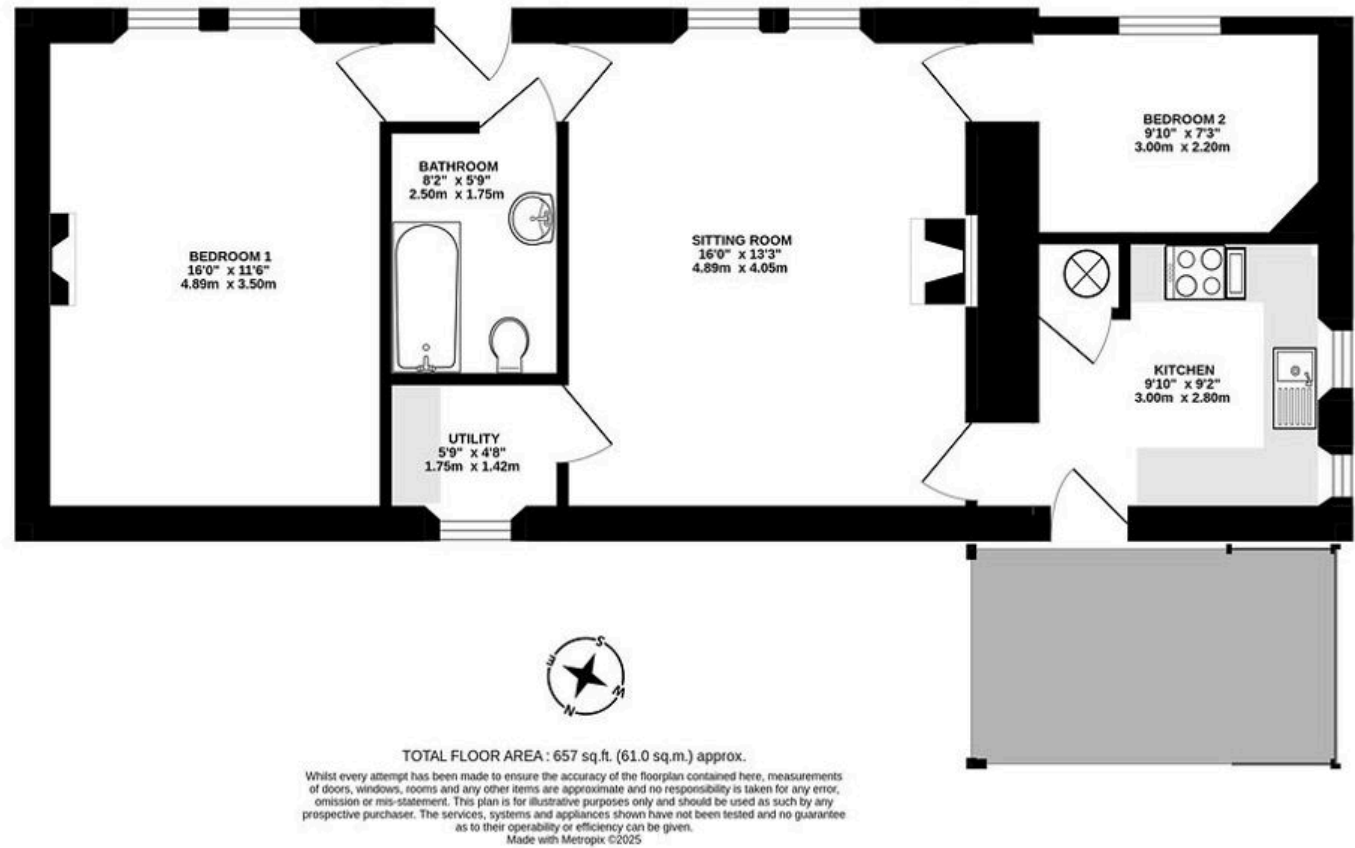 BEDROOM 2
9'10" x 7'3"
3.00m x 2.20m
BATHROOM
8'2" x 5'9"
2.50m x 1.75m
SITTING ROOM
16'0" x 13'3"
4.89m x 4.05m
BEDROOM 1
16'0" x 11'6"
4.89m x 3.50m
KITCHEN
9'10" x 9'2"
3.00m x 2.80m
UTILITY
5'9" x 4'8"
1.75m x 1.42m
S
E
W
N
TOTAL FLOOR AREA : 657 sq.ft. (61.0 sq.m.) approx.
Whilst every attempt has been made to ensure the accuracy of the floorplan contained here, measurements
of doors, windows, rooms and any other items are approximate and no responsibility is taken for any error,
omission or mis-statement. This plan is for illustrative purposes only and should be used as such by any
prospective purchaser. The services, systems and appliances shown have not been tested and no guarantee
as to their operability or efficiency can be given.
Made with Metropix ©2025